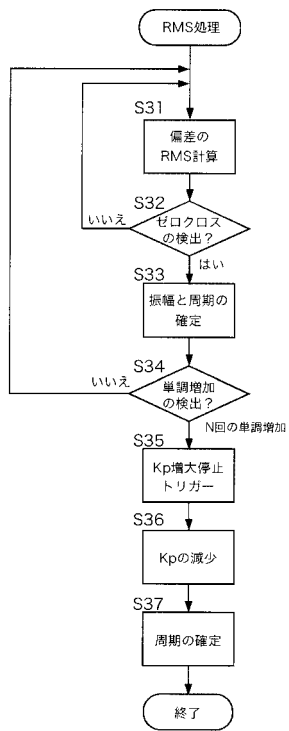 RMS処理
S31
偏差の
RMS計算
S32
いいえ
ゼロクロス
の検出?
はい
S33
振幅と周期の
確定
S34
いいえ
単調増加
の検出?
N回の単調増加
S35
Kp増大停止
トリガー
S36
Kpの減少
S37
周期の確定
終了